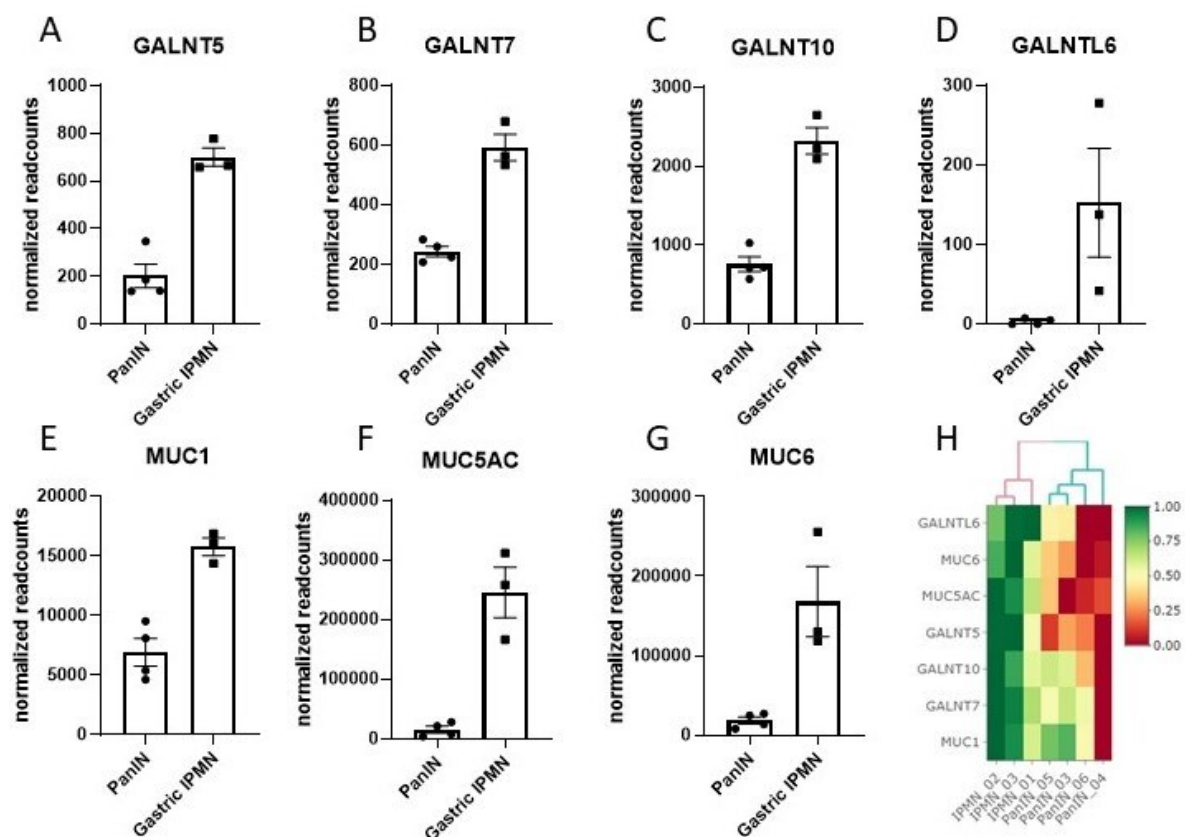 A
GALNT5
normalized readcounts
1000
800
600
400
200
0
PanIN
Gastric IPMN
B
GALNT7
normalized readcounts
800
600
400
200
0
PanIN
Gastric IPMN
C
GALNT10
normalized readcounts
3000
2000
1000
0
PanIN
Gastric IPMN
D
GALNTL6
normalized readcounts
300
200
100
0
PanIN
Gastric IPMN
E
MUC1
normalized readcounts
20000
15000
10000
5000
0
PanIN
Gastric IPMN
F
MUC5AC
normalized readcounts
400000
300000
200000
100000
0
PanIN
Gastric IPMN
G
MUC6
normalized readcounts
300000
200000
100000
0
PanIN
Gastric IPMN
H
GALNTL6
MUC6
MUC5AC
GALNT5
GALNT10
GALNT7
MUC1
IPMN_02
IPMN_03
IPMN_01
PanIN_05
PanIN_03
PanIN_06
PanIN_04
1.00
0.75
0.50
0.25
0.00